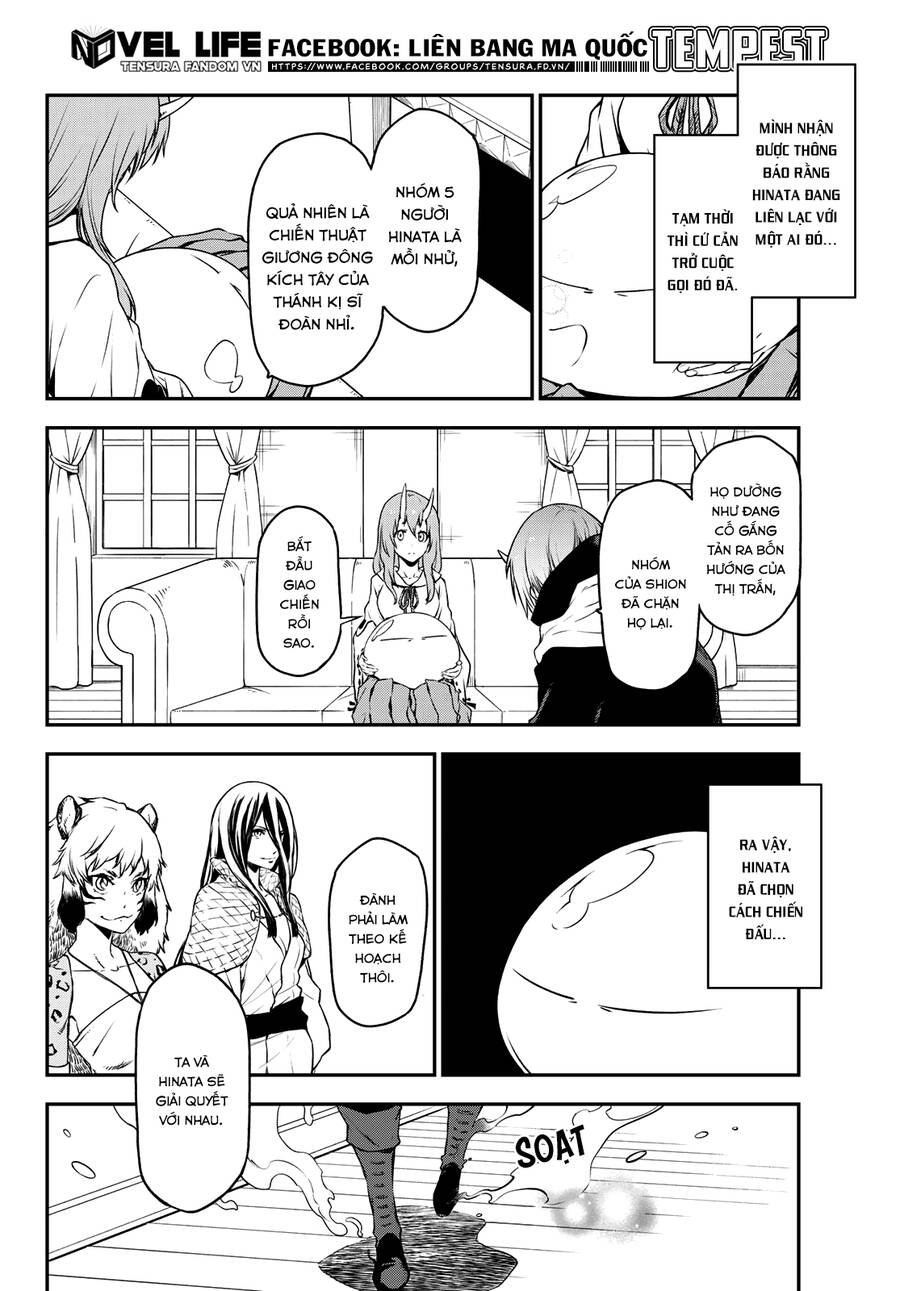 NOVEL LIFE
TENSURA FANDOM VN
FACEBOOK: LIÊN BANG MA QUỐC
HTTPS://WWW.FACEBOOK.COM/GROUPS/TENSURA.FD.VN/
TEMPEST
MÌNH NHẬN
ĐƯỢC THÔNG
BÁO RẰNG
HINATA ĐANG
LIÊN LẠC VỚI
MỘT AI ĐÓ...
TẠM THỜI
THÌ CỨ CẢN
TRỞ CUỘC
GỌI ĐÓ ĐÃ.
NHÓM 5
NGƯỜI
HINATA LÀ
MỒI NHỬ,
QUẢ NHIÊN LÀ
CHIẾN THUẬT
GIƯƠNG ĐÔNG
KÍCH TÂY CỦA
THÁNH KỊ SĨ
ĐOÀN NHỈ.
HỌ DƯỜNG
NHƯ ĐANG
CỐ GẮNG
TẢN RA BỐN
HƯỚNG CỦA
THỊ TRẤN,
NHÓM
CỦA SHION
ĐÃ CHẶN
HỌ LẠI.
BẮT
ĐẦU
GIAO
CHIẾN
RỒI
SAO.
RA VẬY,
HINATA
ĐÃ CHỌN
CÁCH CHIẾN
ĐẤU...
ĐÀNH
PHẢI LÀM
THEO KẾ
HOẠCH
THÔI.
TA VÀ
HINATA SẼ
GIẢI QUYẾT
VỚI NHAU.
SOẠT